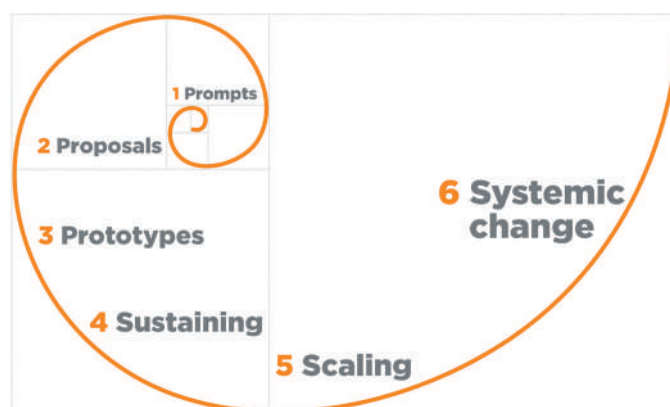 1 Prompts
2 Proposals
3 Prototypes
4 Sustaining
5 Scaling
6 Systemic
change